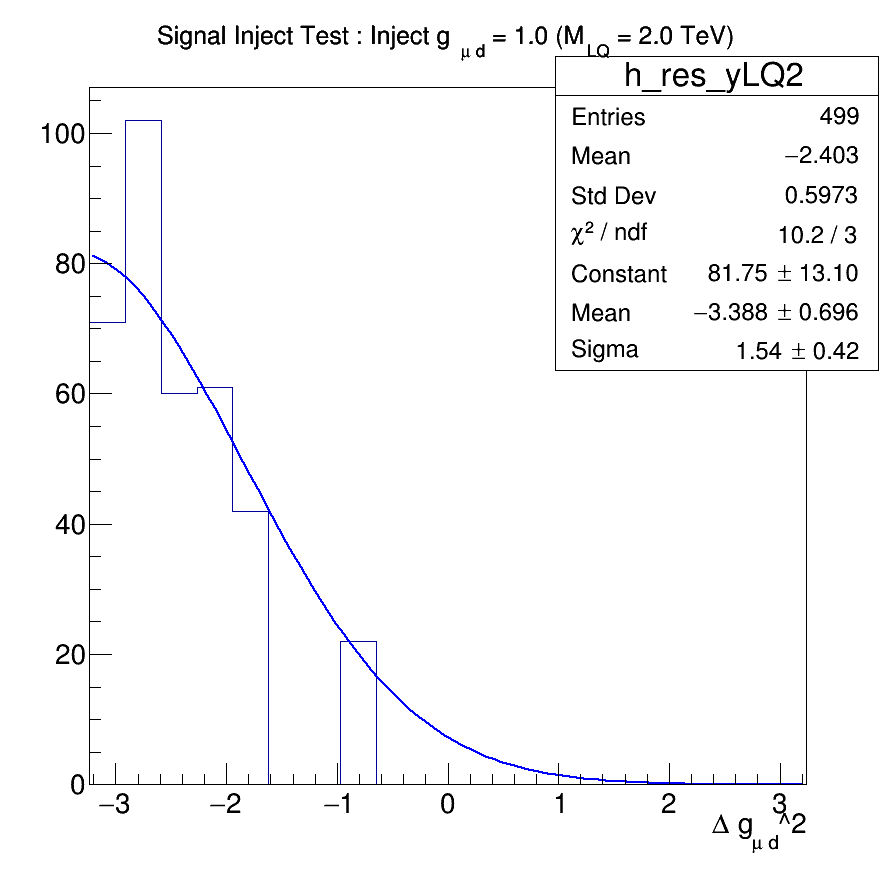 Signal Inject Test : Inject g μ d = 1.0 (M LQ = 2.0 TeV)
h_res_yLQ2
Entries 499
Mean −2.403
Std Dev 0.5973
χ² / ndf 10.2 / 3
Constant 81.75 ± 13.10
Mean −3.388 ± 0.696
Sigma 1.54 ± 0.42
100
80
60
40
20
0
−3 −2 −1 0 1 2 3
Δ g μ d ^2